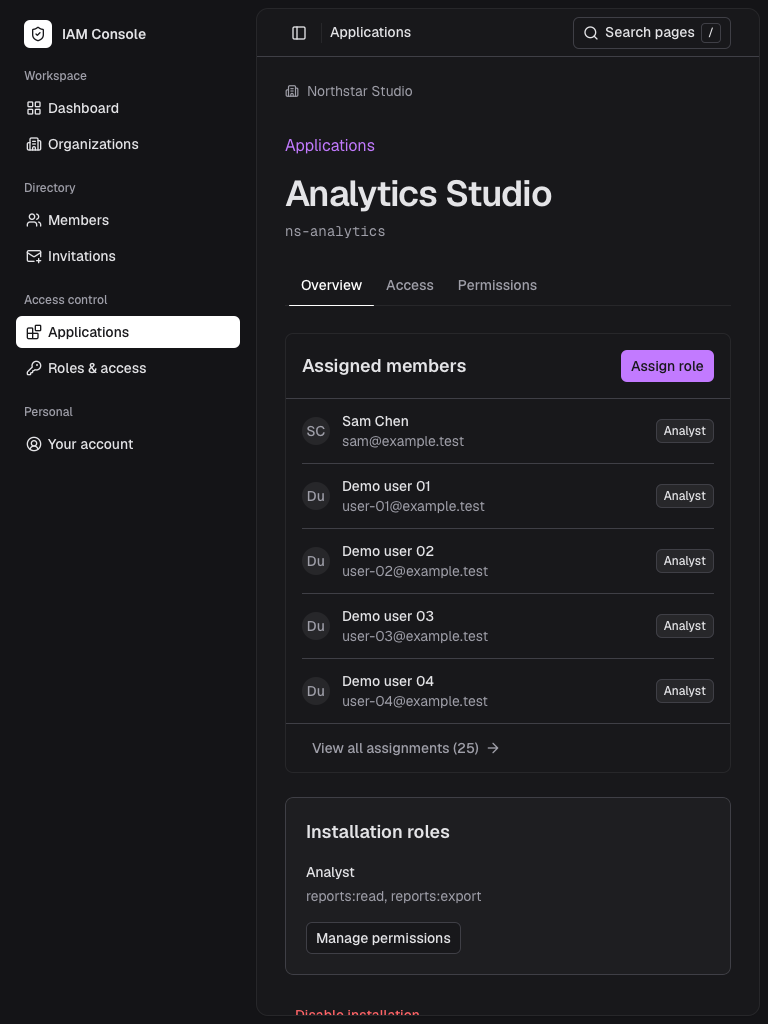 IAM Console
Workspace
Dashboard
Organizations
Directory
Members
Invitations
Access control
Applications
Roles & access
Personal
Your account
Applications
Search pages /
Northstar Studio
Applications
Analytics Studio
ns-analytics
Overview Access Permissions
Assigned members
Assign role
SC
Sam Chen
sam@example.test
Analyst
Du
Demo user 01
user-01@example.test
Analyst
Du
Demo user 02
user-02@example.test
Analyst
Du
Demo user 03
user-03@example.test
Analyst
Du
Demo user 04
user-04@example.test
Analyst
View all assignments (25)
Installation roles
Analyst
reports:read, reports:export
Manage permissions
Disable installation